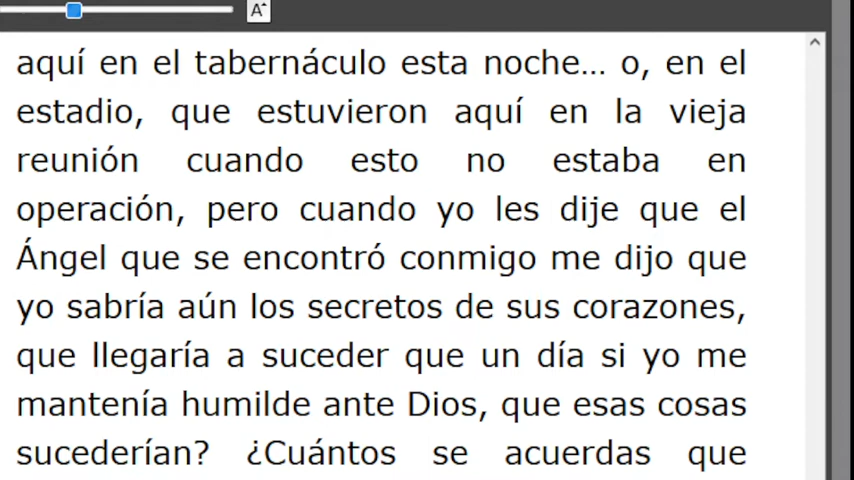 A
aquí en el tabernáculo esta noche... o, en el
estadio, que estuvieron aquí en la vieja
reunión cuando esto no estaba en
operación, pero cuando yo les dije que el
Ángel que se encontró conmigo me dijo que
yo sabría aún los secretos de sus corazones,
que llegaría a suceder que un día si yo me
mantenía humilde ante Dios, que esas cosas
sucederían? ¿Cuántos se acuerdas que